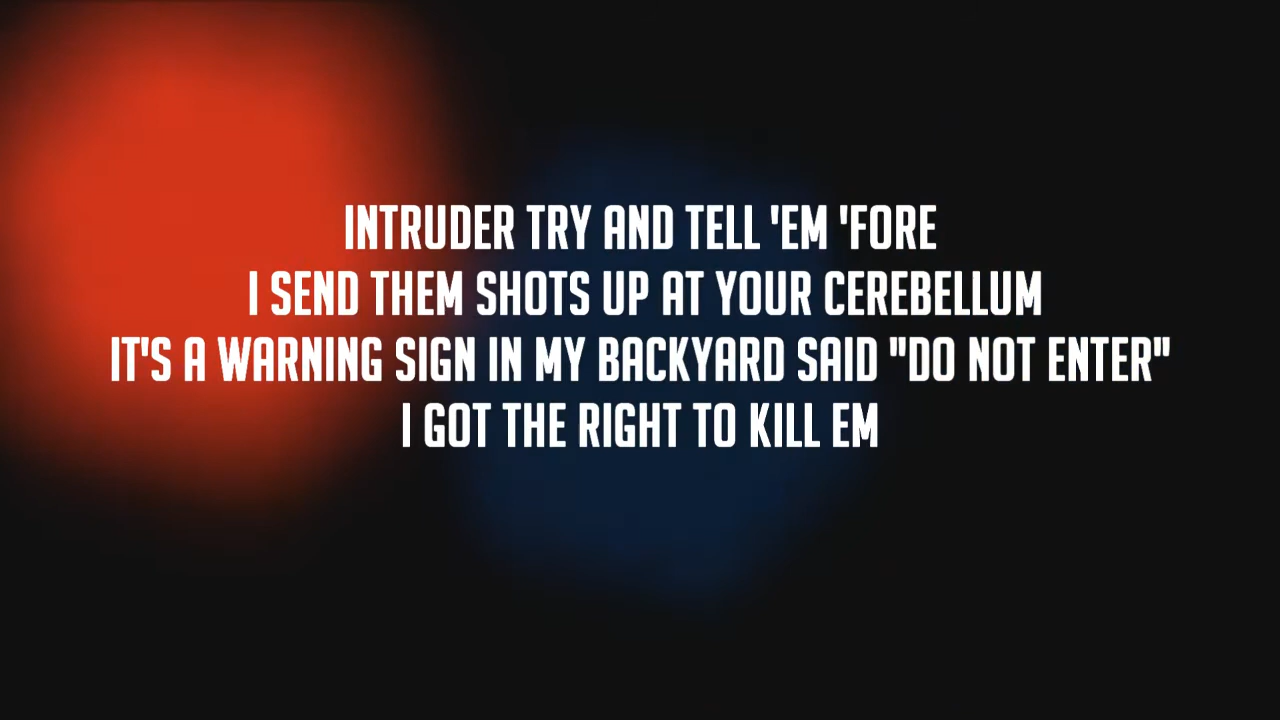 INTRUDER TRY AND TELL 'EM 'FORE
I SEND THEM SHOTS UP AT YOUR CEREBELLUM
IT'S A WARNING SIGN IN MY BACKYARD SAID "DO NOT ENTER"
I GOT THE RIGHT TO KILL EM